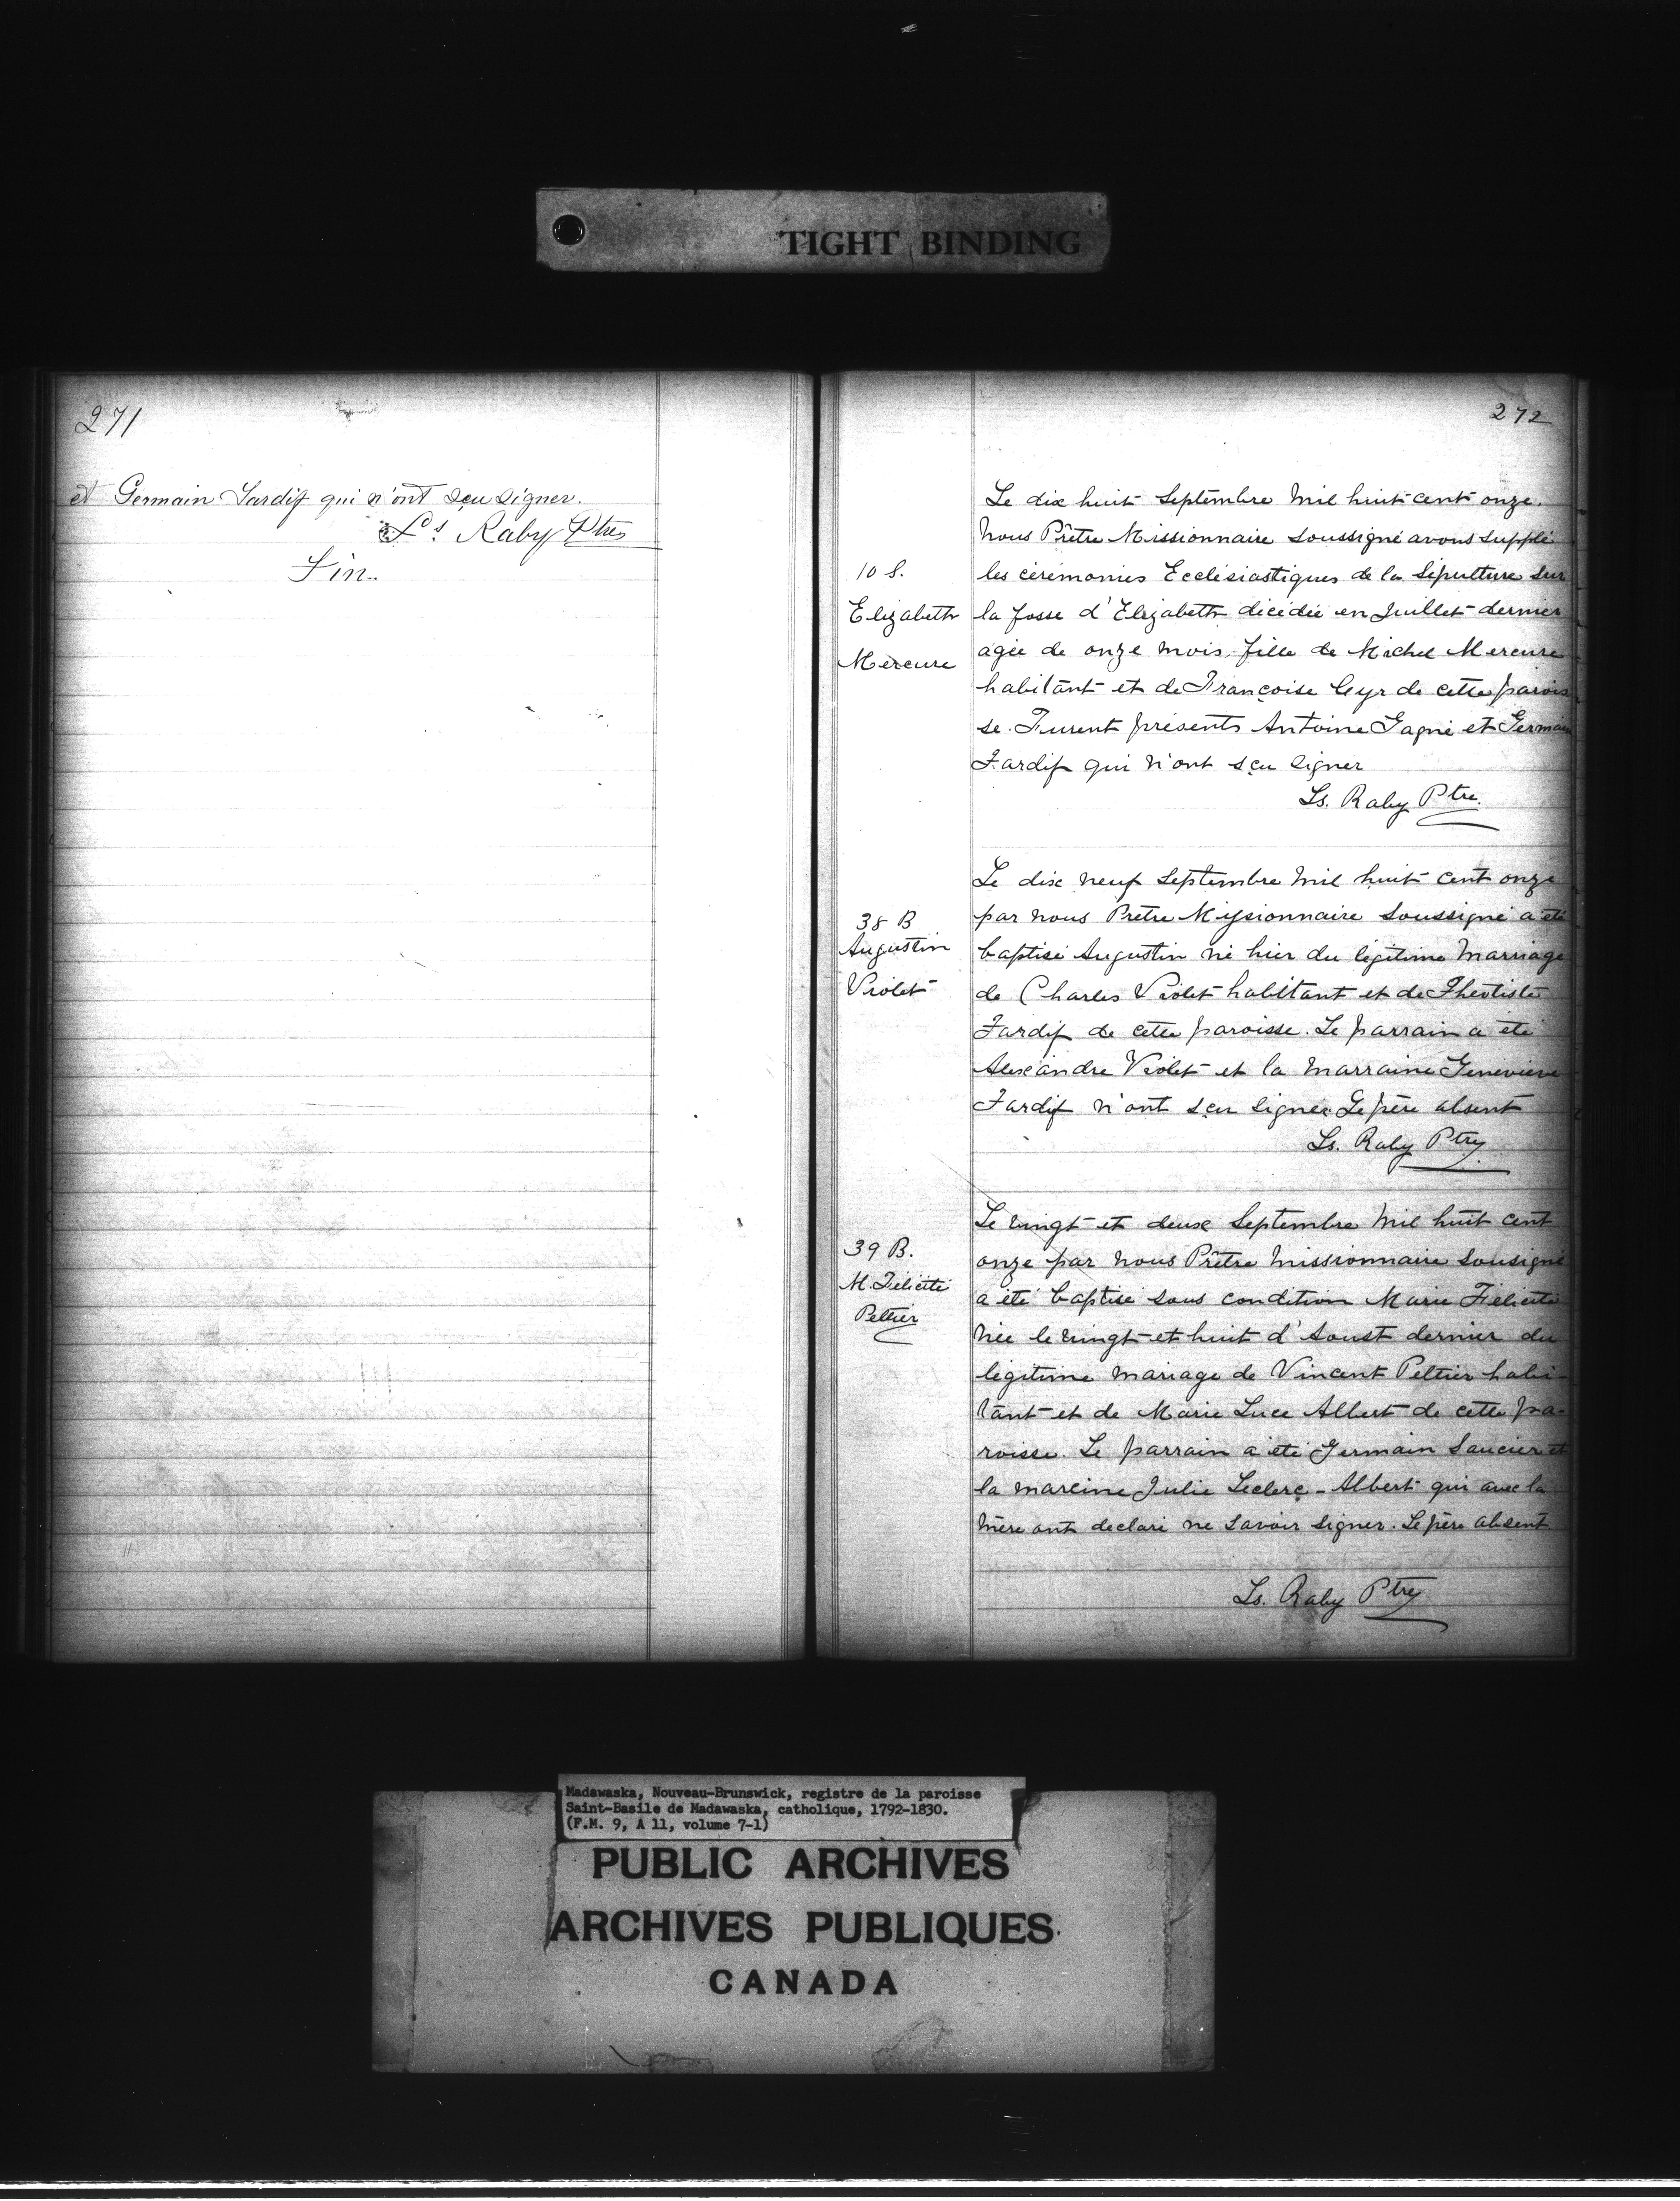 TIGHT BINDING
271
et Germain Tardif qui n'ont sçu signer.
Ls Raby Ptre
Fin.
272
10 S.
Elizabeth
Mercure
Le dix huit Septembre mil huit cent onze.
Nous Prêtre Missionnaire soussigné avons supplé
les cérémonies Ecclésiastiques de la Sépulture sur
la fosse d'Elizabeth décédée en Juillet dernier
agée de onze mois, fille de Michel Mercure
habitant et de Françoise Cyr de cette parois
se. Furent présents Antoine Gagné et Germain
Tardif qui n'ont sçu signer
Ls. Raby Ptre.
38 B
Augustin
Violet
Le dix neuf Septembre mil huit cent onze
par nous Prêtre Missionnaire soussigné a été
baptisé Augustin né hier du légitime marriage
de Charles Violet habitant et de Théotiste
Tardif de cette paroisse. Le parrain a été
Alexandre Violet et la marraine Genevieve
Tardif n'ont sçu signer Le père absent
Ls. Raby Ptre
39 B.
M. Félicité
Peltier
Le vingt et deux Septembre mil huit cent
onze par nous Prêtre missionnaire sousigné
a été baptisé sous condition Marie Félicité
née le vingt et huit d'Aoust dernier du
légitime mariage de Vincent Peltier habi-
tant et de Marie Luce Albert de cette pa-
roisse. Le parrain a été Germain Saucier et
la mareine Julie Leclerc - Albert qui avec la
mère ont declaré ne savoir signer. Le père absent
Ls. Raby Ptre
Madawaska, Nouveau-Brunswick, registre de la paroisse
Saint-Basile de Madawaska, catholique, 1792-1830.
(F.M. 9, A 11, volume 7-1)
PUBLIC ARCHIVES
ARCHIVES PUBLIQUES
CANADA